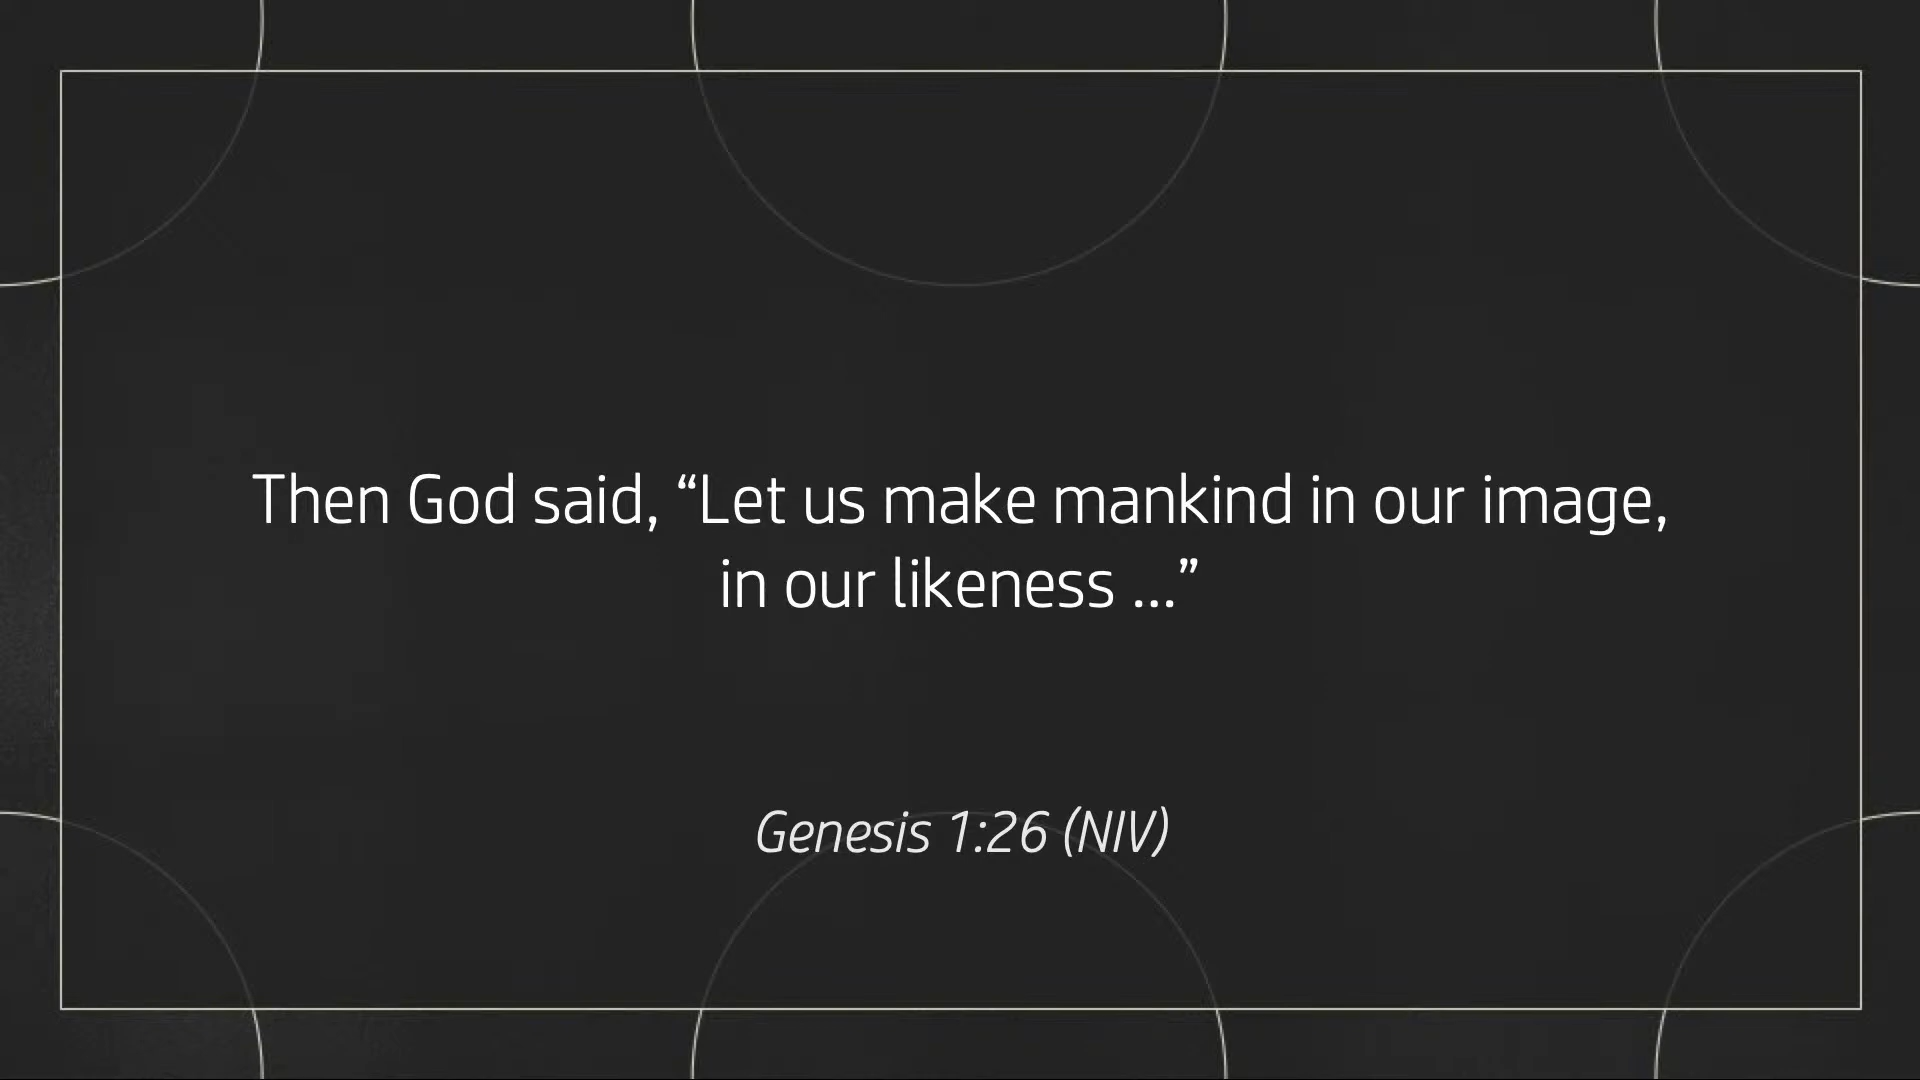 Then God said, “Let us make mankind in our image,
in our likeness ...”
Genesis 1:26 (NIV)